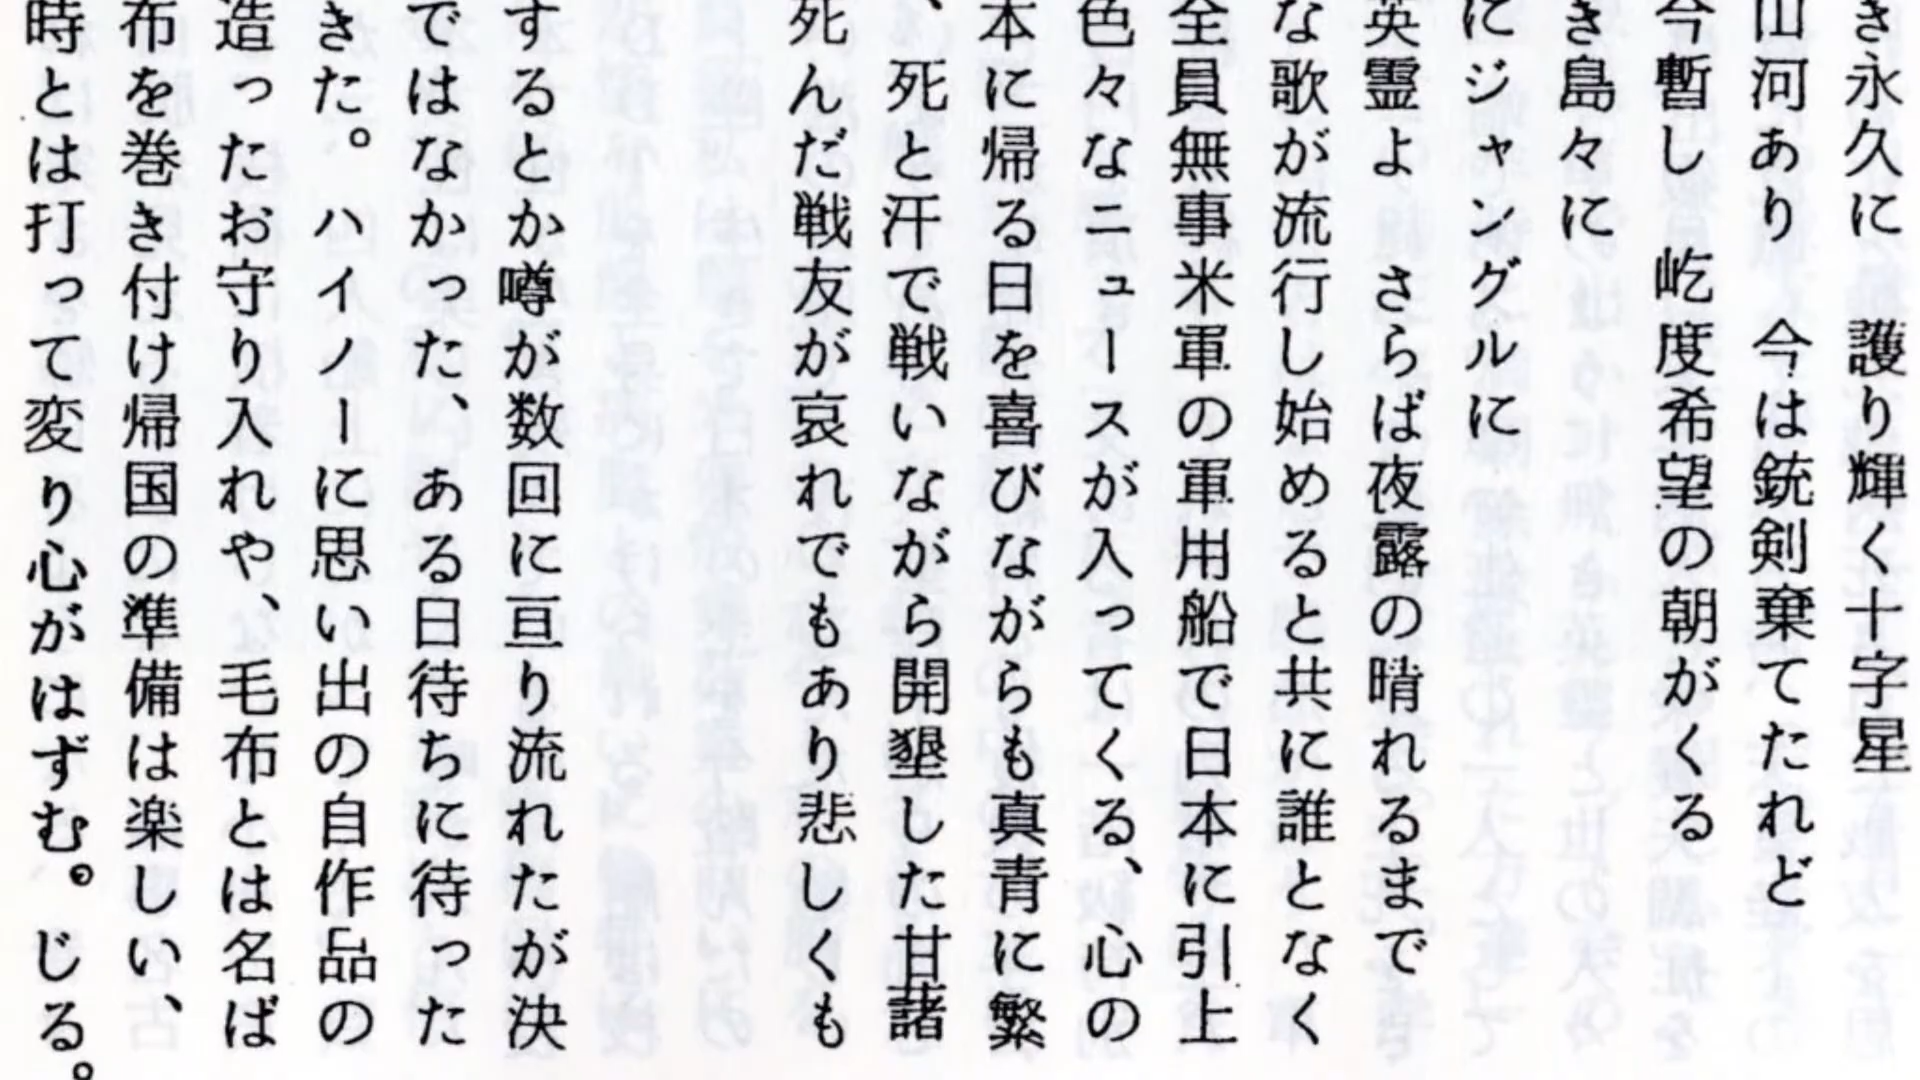 き永久に　護り輝く十字星
山河あり　今は銃剣棄てたれど
今暫し　屹度希望の朝がくる
き島々に
にジャングルに
英霊よ　さらば夜露の晴れるまで
な歌が流行し始めると共に誰となく
全員無事米軍の軍用船で日本に引上
色々なニュースが入ってくる、心の
本に帰る日を喜びながらも真青に繁
、死と汗で戦いながら開墾した甘諸
死んだ戦友が哀れでもあり悲しくも
するとか噂が数回に亘り流れたが決
ではなかった、ある日待ちに待った
きた。ハイノーに思い出の自作品の
造ったお守り入れや、毛布とは名ば
布を巻き付け帰国の準備は楽しい、
時とは打って変り心がはずむ。じる。